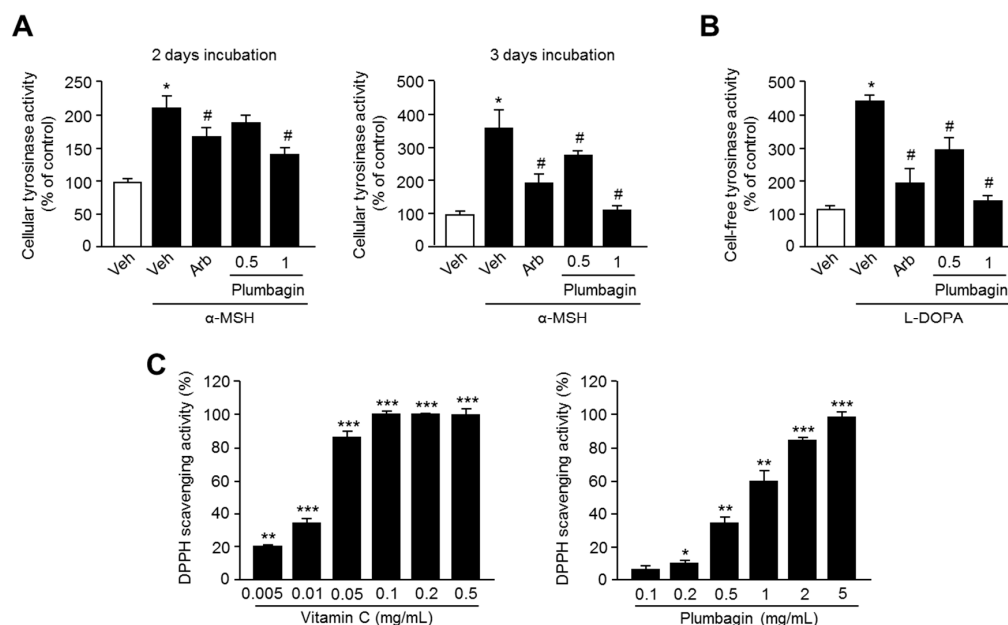 A
2 days incubation
Cellular tyrosinase activity
(% of control)
250
200
150
100
50
0
*
#
#
Veh
Veh
Arb
0.5
1
Plumbagin
α-MSH
3 days incubation
Cellular tyrosinase activity
(% of control)
500
400
300
200
100
0
*
#
#
#
Veh
Veh
Arb
0.5
1
Plumbagin
α-MSH
B
Cell-free tyrosinase activity
(% of control)
500
400
300
200
100
0
*
#
#
#
Veh
Veh
Arb
0.5
1
Plumbagin
L-DOPA
C
DPPH scavenging activity (%)
120
100
80
60
40
20
0
**
***
***
***
***
***
0.005 0.01 0.05 0.1 0.2 0.5
Vitamin C (mg/mL)
DPPH scavenging activity (%)
120
100
80
60
40
20
0
*
**
**
***
***
0.1 0.2 0.5 1 2 5
Plumbagin (mg/mL)